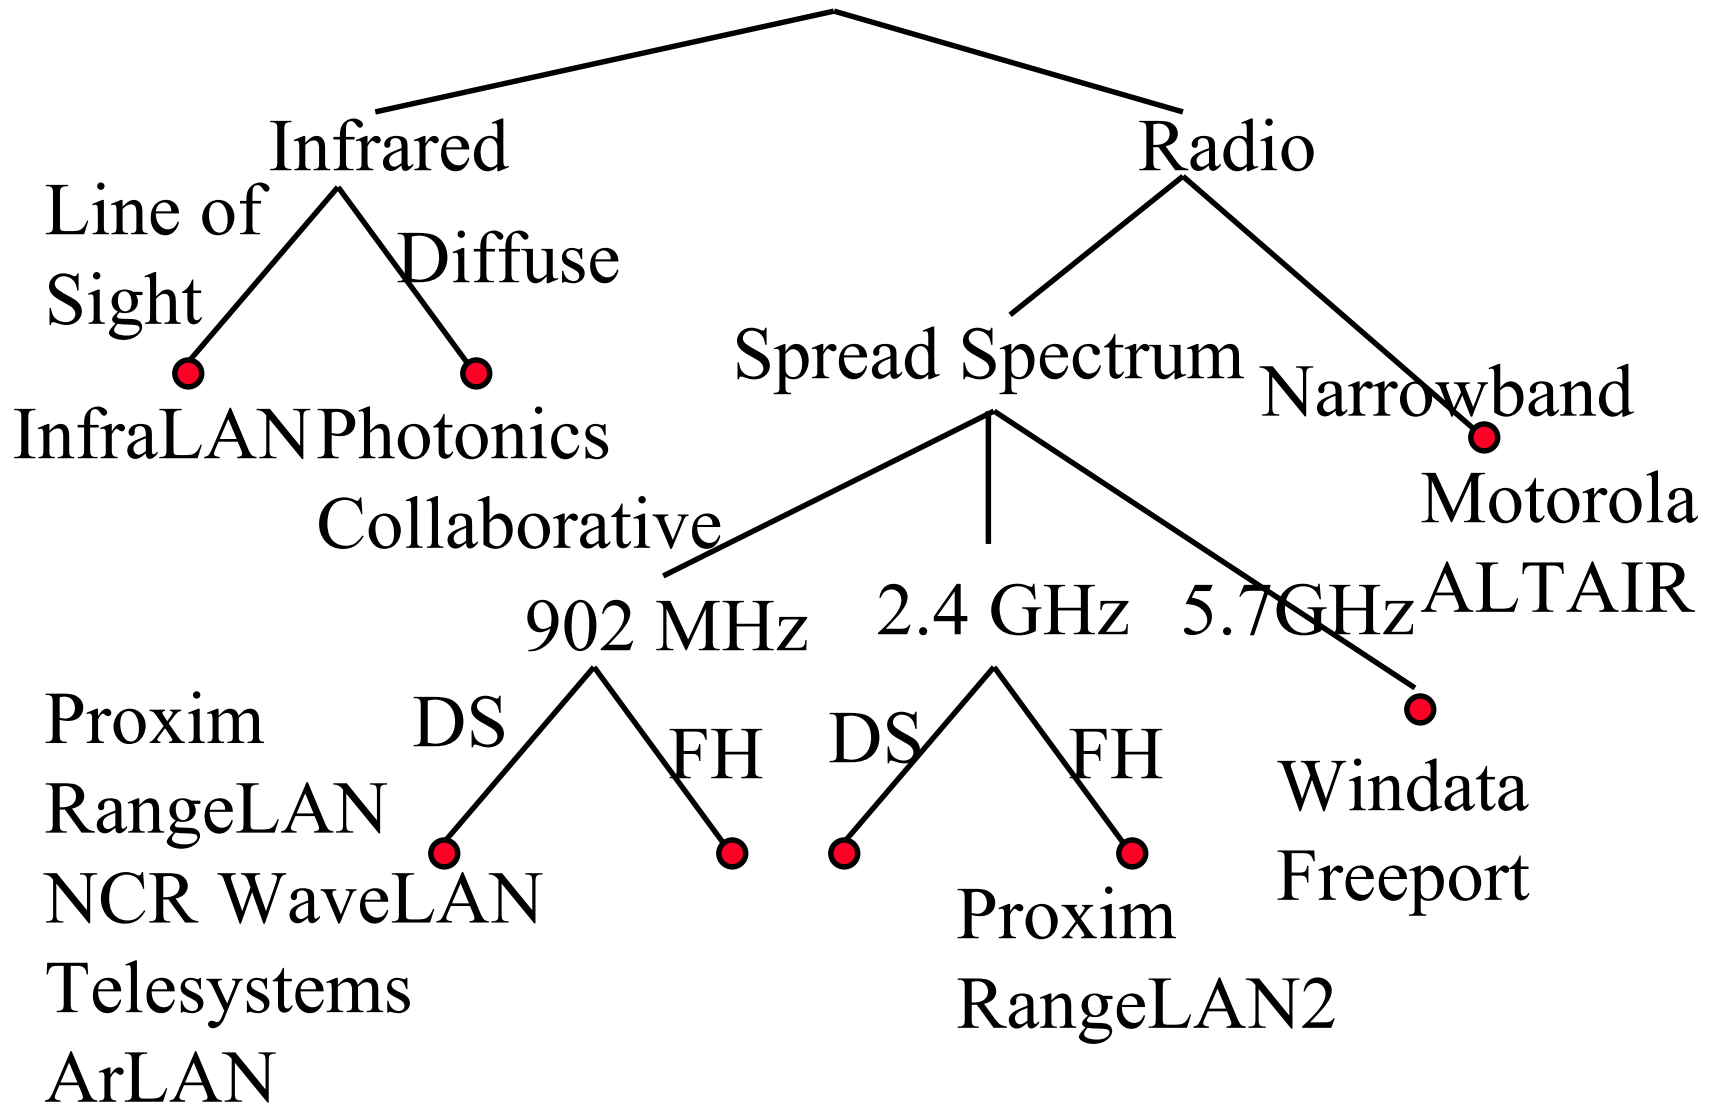 Infrared
Radio
Line of
Sight
Diffuse
InfraLAN
Photonics
Collaborative
Spread Spectrum
Narrowband
Motorola
ALTAIR
902 MHz
2.4 GHz
5.7GHz
DS
FH
DS
FH
Proxim
RangeLAN
NCR WaveLAN
Telesystems
ArLAN
Proxim
RangeLAN2
Windata
Freeport